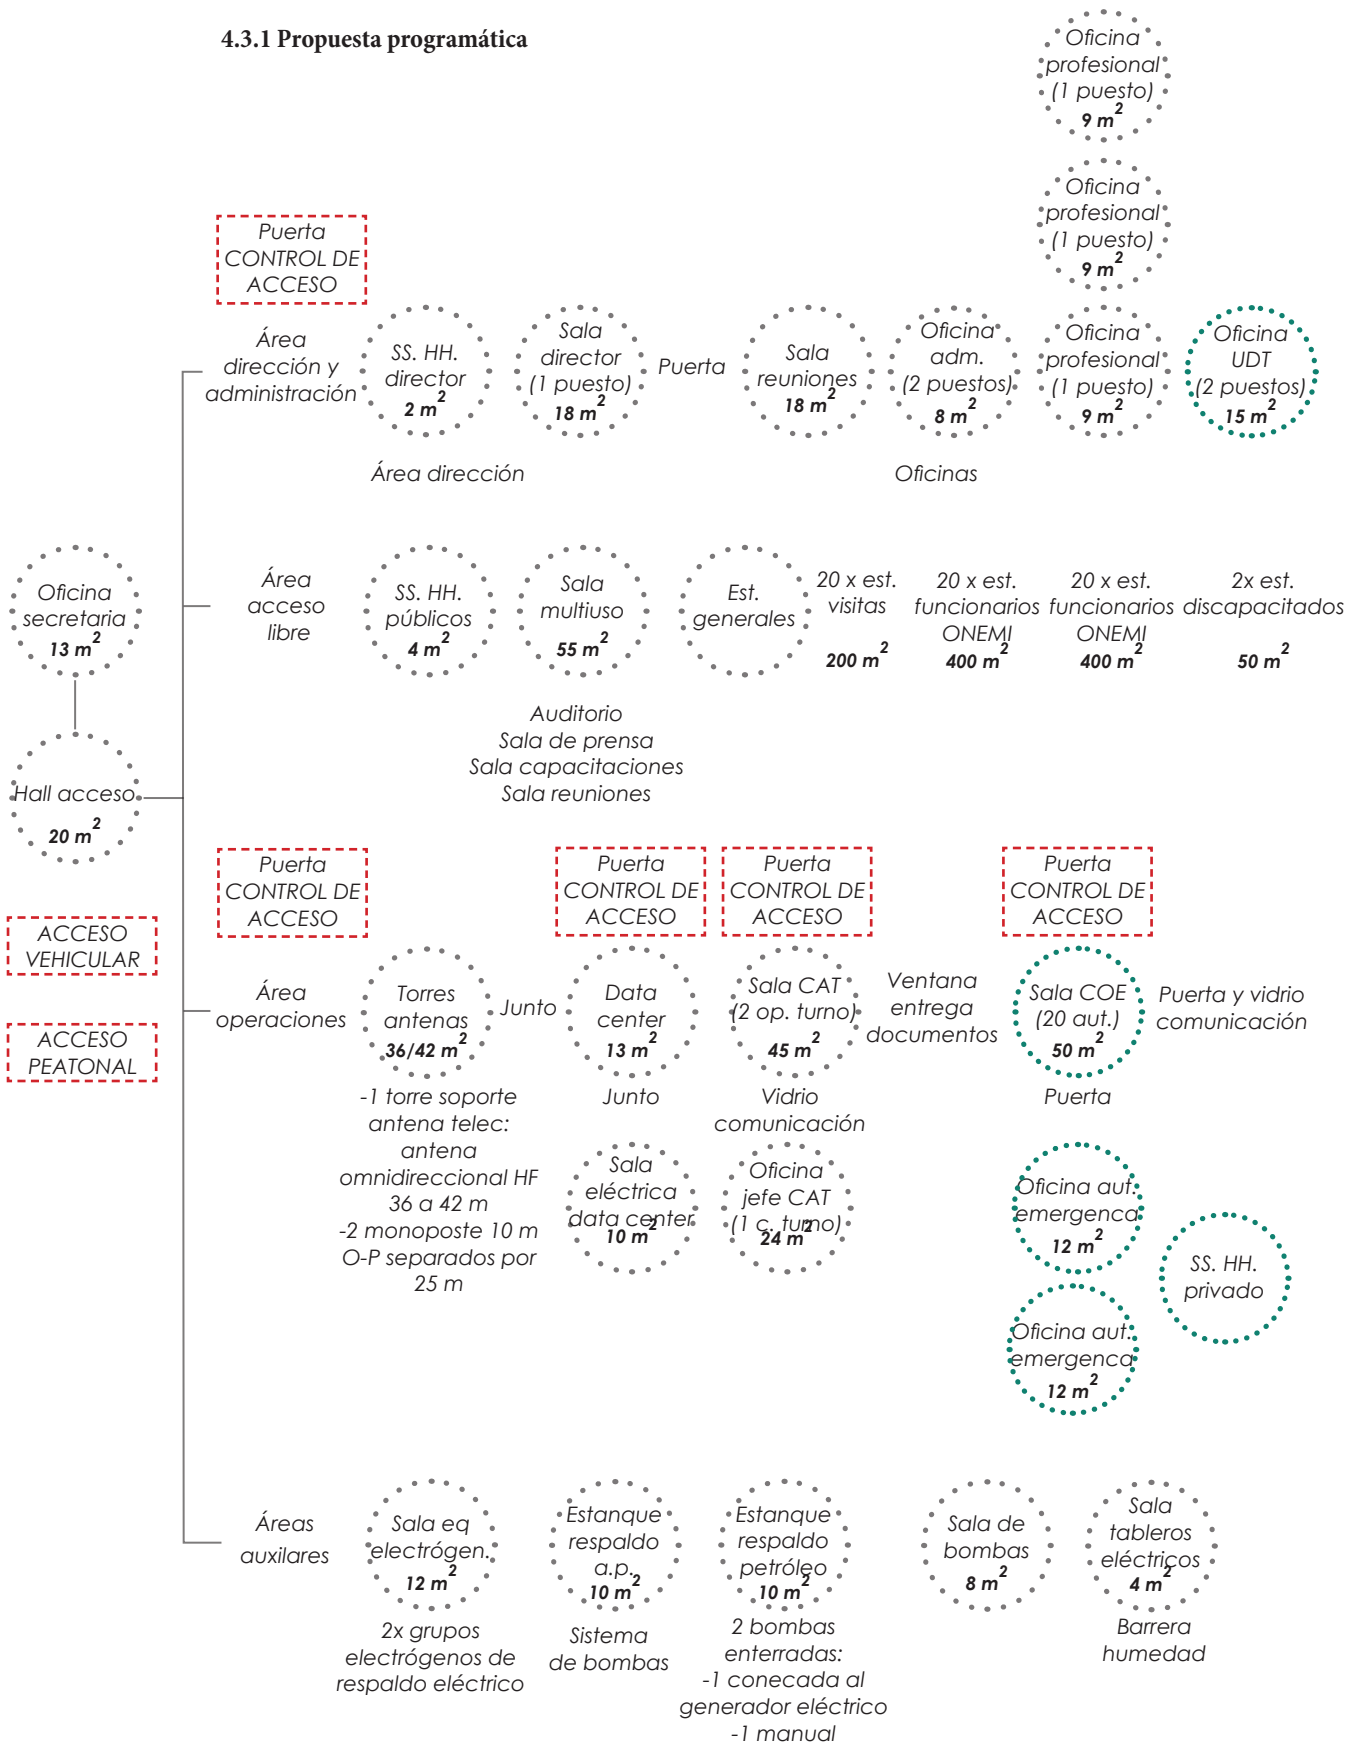 4.3.1 Propuesta programática
Oficina
profesional
(1 puesto)
9 m²
Oficina
profesional
(1 puesto)
9 m²
Puerta
CONTROL DE
ACCESO
Área
dirección y
administración
SS. HH.
director
2 m²
Sala
director
(1 puesto)
18 m²
Puerta
Sala
reuniones
18 m²
Oficina
adm.
(2 puestos)
8 m²
Oficina
profesional
(1 puesto)
9 m²
Oficina
UDT
(2 puestos)
15 m²
Área dirección
Oficinas
Oficina
secretaria
13 m²
Área
acceso
libre
SS. HH.
públicos
4 m²
Sala
multiuso
55 m²
Est.
generales
20 x est.
visitas
200 m²
20 x est.
funcionarios
ONEMI
400 m²
20 x est.
funcionarios
ONEMI
400 m²
2x est.
discapacitados
50 m²
Auditorio
Sala de prensa
Sala capacitaciones
Sala reuniones
Hall acceso
20 m²
Puerta
CONTROL DE
ACCESO
Puerta
CONTROL DE
ACCESO
Puerta
CONTROL DE
ACCESO
Puerta
CONTROL DE
ACCESO
ACCESO
VEHICULAR
ACCESO
PEATONAL
Área
operaciones
Torres
antenas
36/42 m²
Junto
Data
center
13 m²
Sala CAT
(2 op. turno)
45 m²
Ventana
entrega
documentos
Sala COE
(20 aut.)
50 m²
Puerta y vidrio
comunicación
-1 torre soporte
antena telec:
antena
omnidireccional HF
36 a 42 m
-2 monoposte 10 m
O-P separados por
25 m
Junto
Sala
eléctrica
data center
10 m²
Vidrio
comunicación
Oficina
jefe CAT
(1 c. turno)
24 m²
Puerta
Oficina aut.
emergenca
12 m²
SS. HH.
privado
Oficina aut.
emergenca
12 m²
Áreas
auxilares
Sala eq
electrógen.
12 m²
Estanque
respaldo
a.p.
10 m²
Estanque
respaldo
petróleo
10 m²
Sala de
bombas
8 m²
Sala
tableros
eléctricos
4 m²
2x grupos
electrógenos de
respaldo eléctrico
Sistema
de bombas
2 bombas
enterradas:
-1 conecada al
generador eléctrico
-1 manual
Barrera
humedad